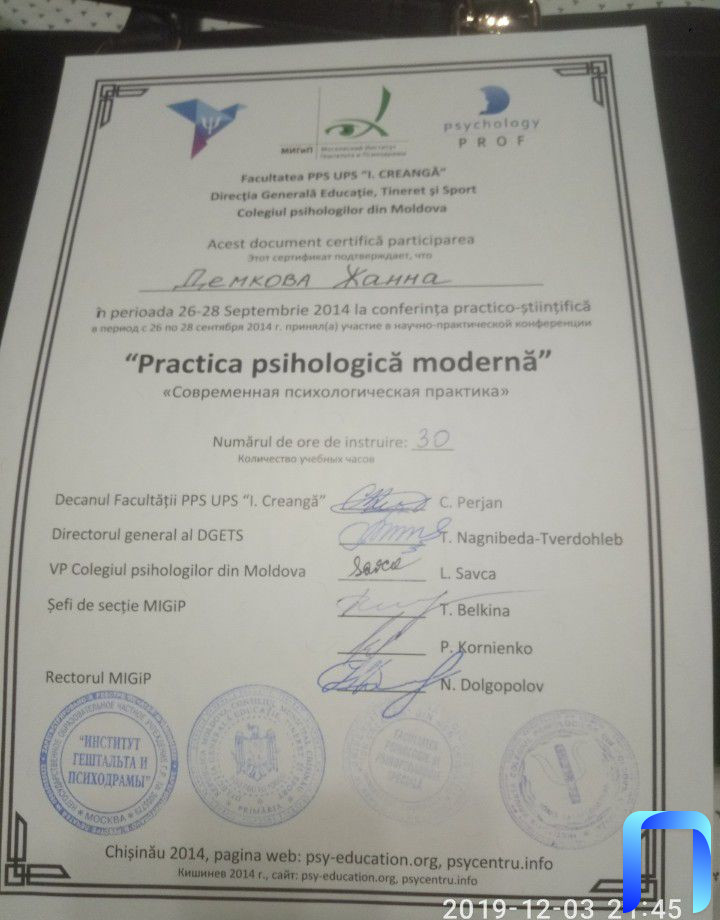 psychology
PROF
МИГиП Московский Институт
Гештальта и Психодрамы
Facultatea PPS UPS "I. CREANGĂ"
Direcția Generală Educație, Tineret și Sport
Colegiul psihologilor din Moldova
Acest document certifică participarea
Этот сертификат подтверждает, что
Демкова Жанна
în perioada 26-28 Septembrie 2014 la conferința practico-științifică
в период с 26 по 28 сентября 2014 г. принял(а) участие в научно-практической конференции
“Practica psihologică modernă”
«Современная психологическая практика»
Numărul de ore de instruire: 30
Количество учебных часов
Decanul Facultății PPS UPS "I. Creangă" C. Perjan
Directorul general al DGETS T. Nagnibeda-Tverdohleb
VP Colegiul psihologilor din Moldova Savca L. Savca
Șefi de secție MIGiP T. Belkina
P. Kornienko
Rectorul MIGiP N. Dolgopolov
"ИНСТИТУТ
ГЕШТАЛЬТА И
ПСИХОДРАМЫ"
МОСКВА
PRIMĂRIA
Chișinău 2014, pagina web: psy-education.org, psycentru.info
Кишинев 2014 г., сайт: psy-education.org, psycentru.info
2019-12-03 21:45